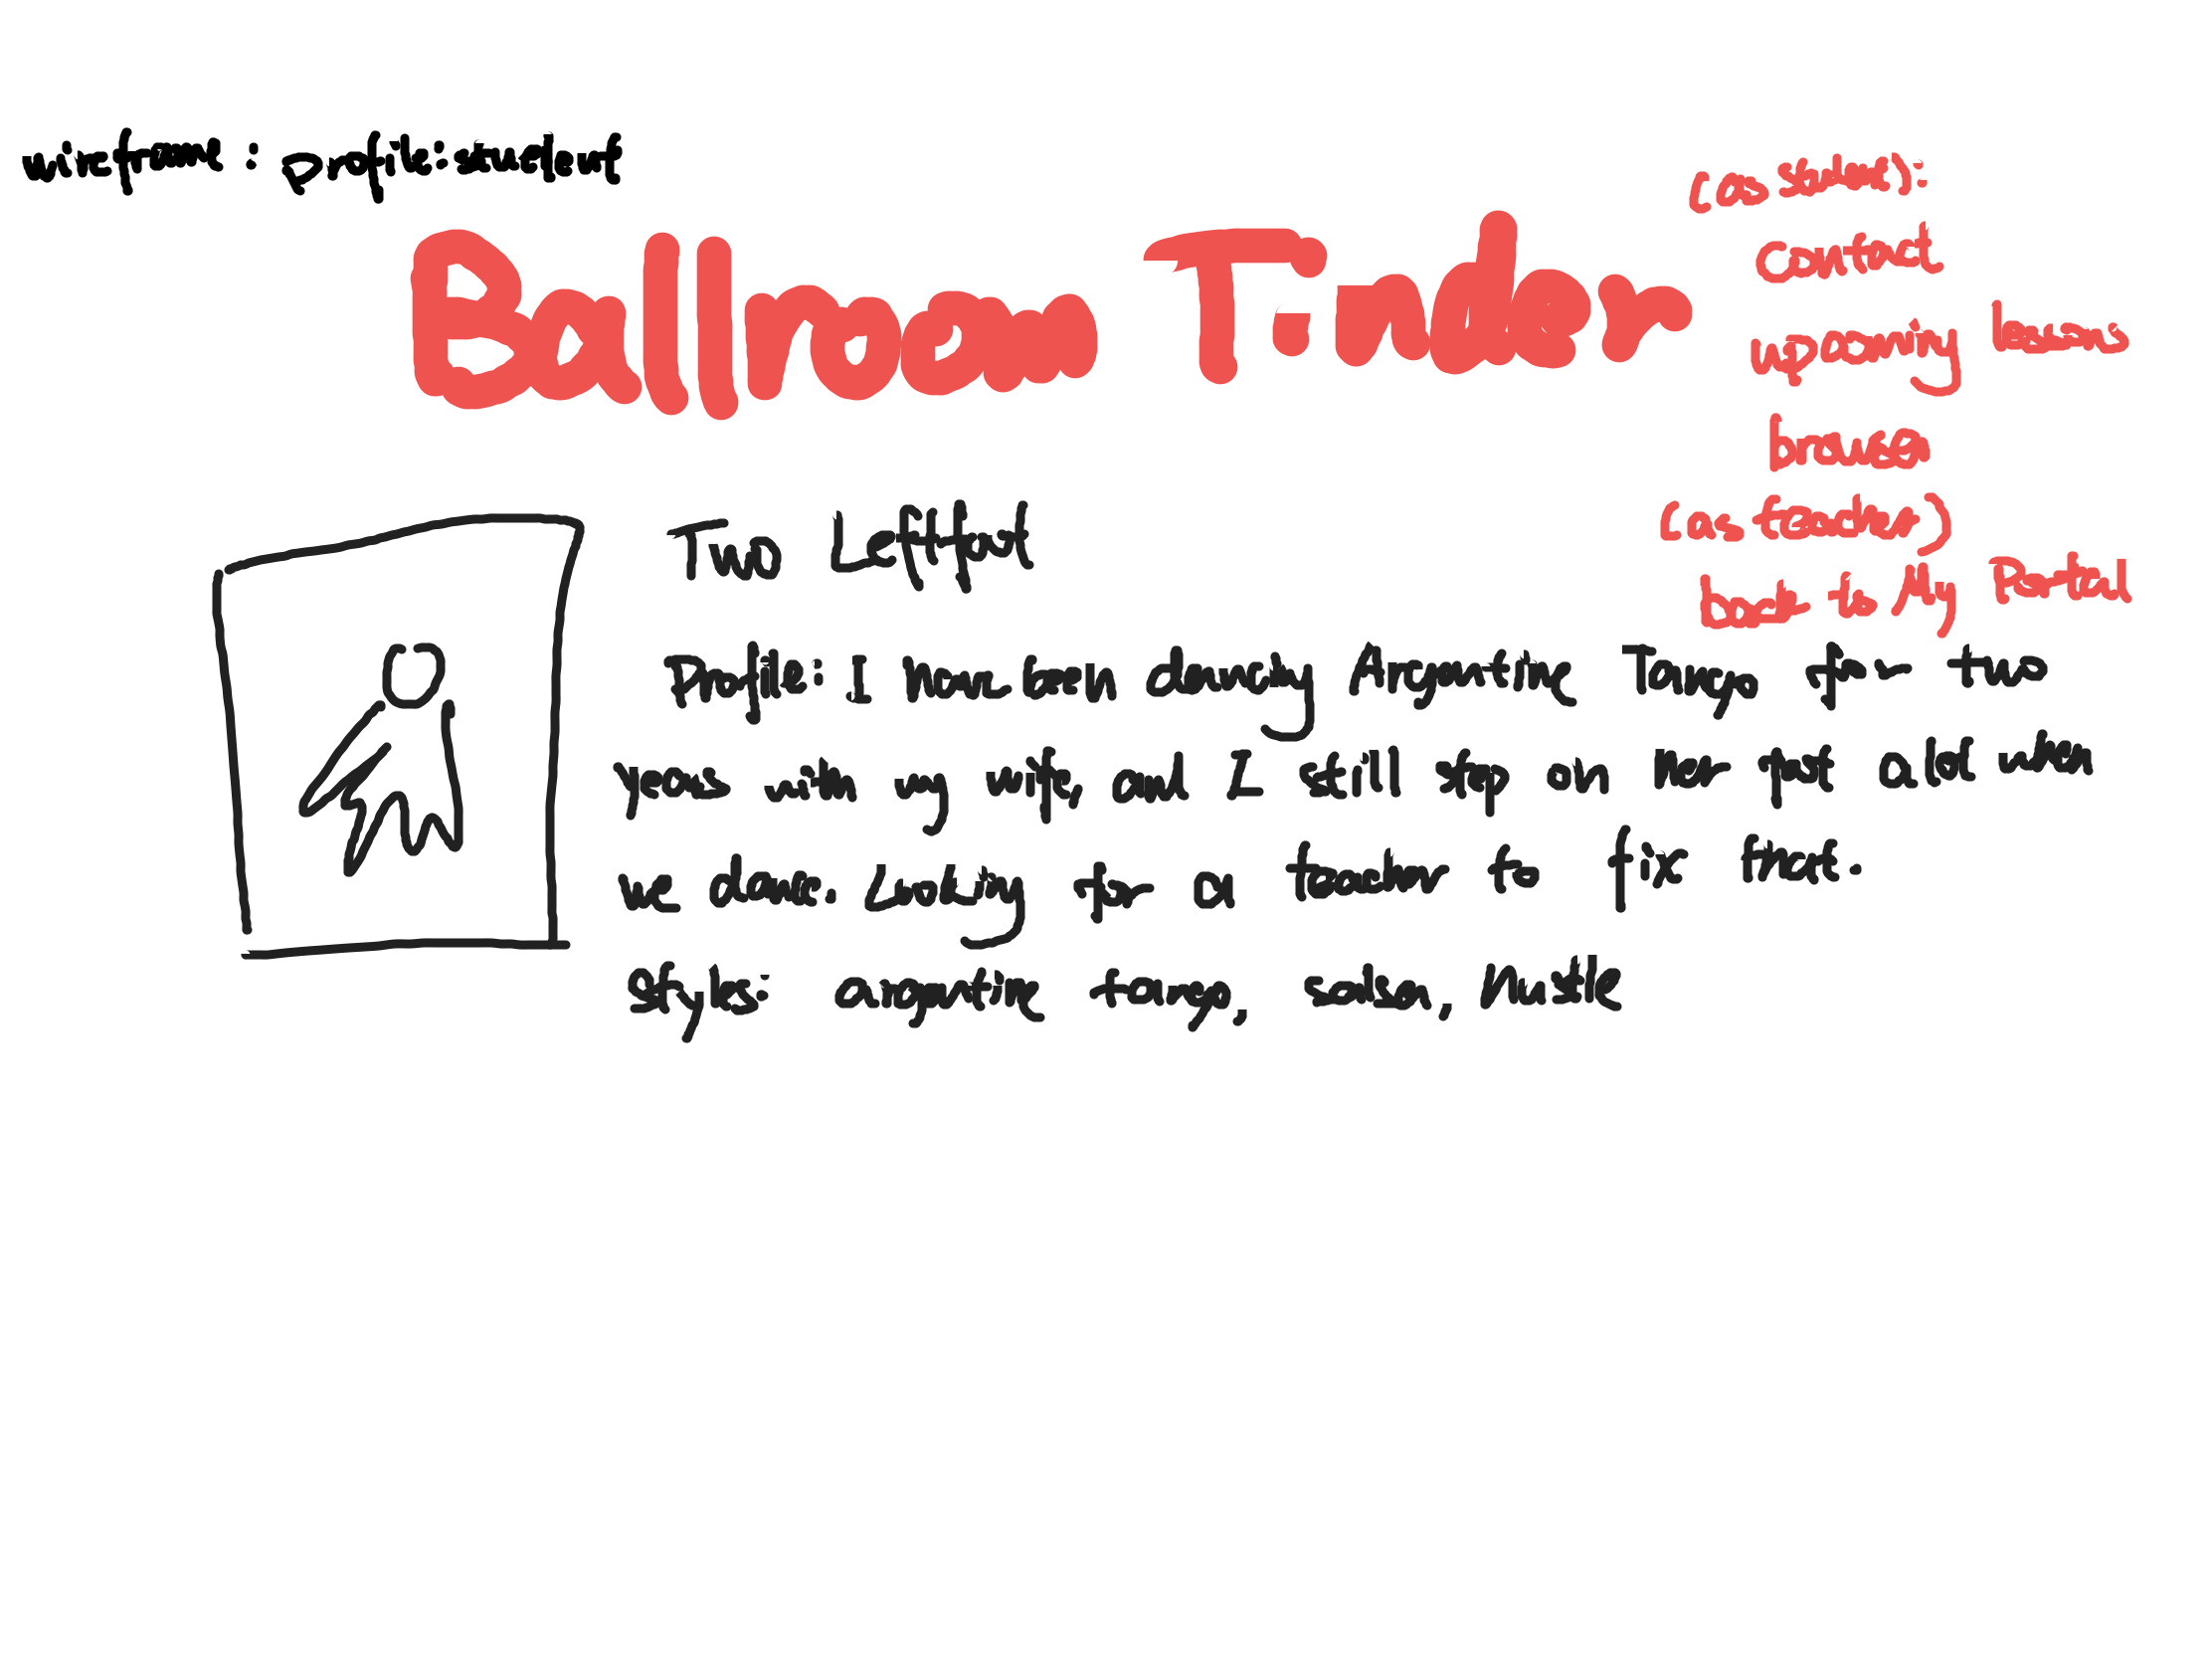 wireframe: profile:student
Ballroom Tinder
(as student):
contact
upcoming lessons
browse
(as teacher)
back to My Portal
Two Leftfoot
Profile: I have been dancing Argentine Tango for two
years with my wife, and I still step on her foot a lot when
we dance. Looking for a teacher to fix that.
Styles: argentine tango, salsa, hustle